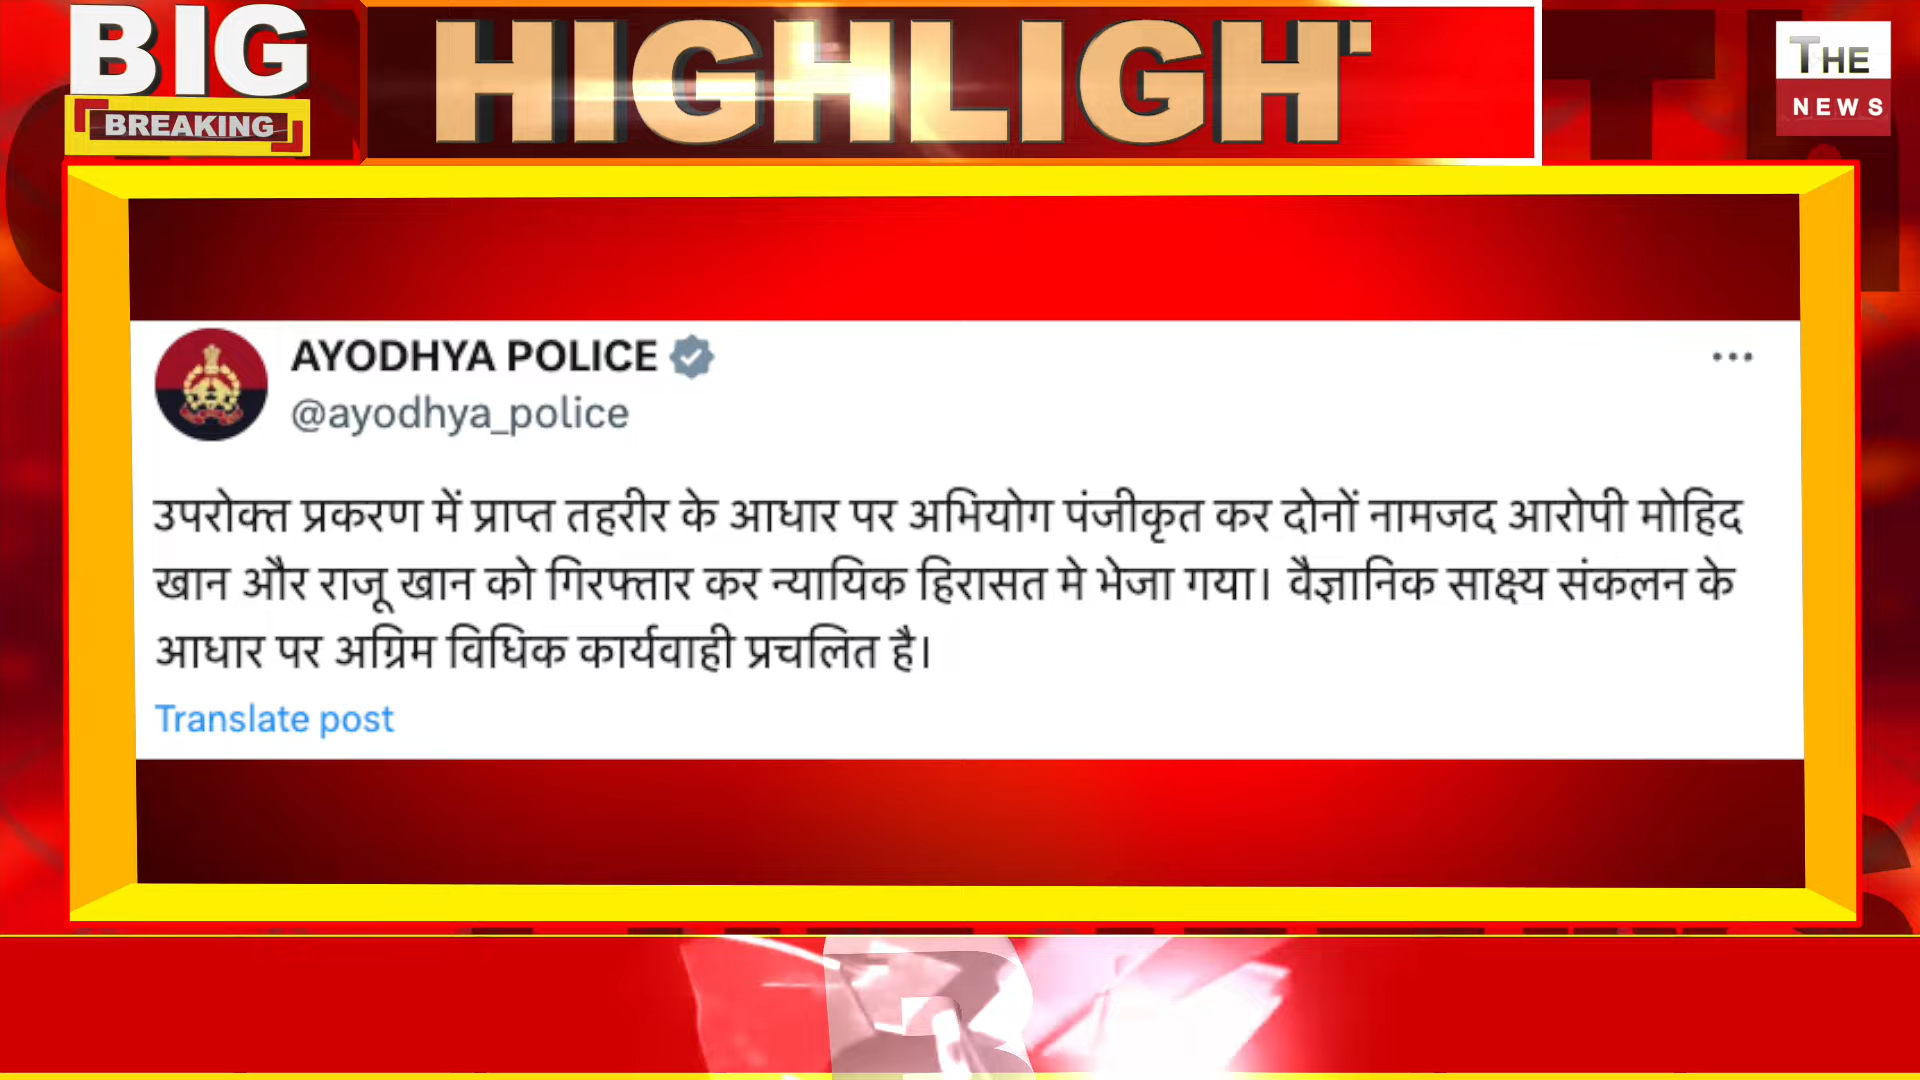 BIG
BREAKING
HIGHLIGHT
THE
NEWS
AYODHYA POLICE
@ayodhya_police
उपरोक्त प्रकरण में प्राप्त तहरीर के आधार पर अभियोग पंजीकृत कर दोनों नामजद आरोपी मोहिद
खान और राजू खान को गिरफ्तार कर न्यायिक हिरासत मे भेजा गया। वैज्ञानिक साक्ष्य संकलन के
आधार पर अग्रिम विधिक कार्यवाही प्रचलित है।
Translate post